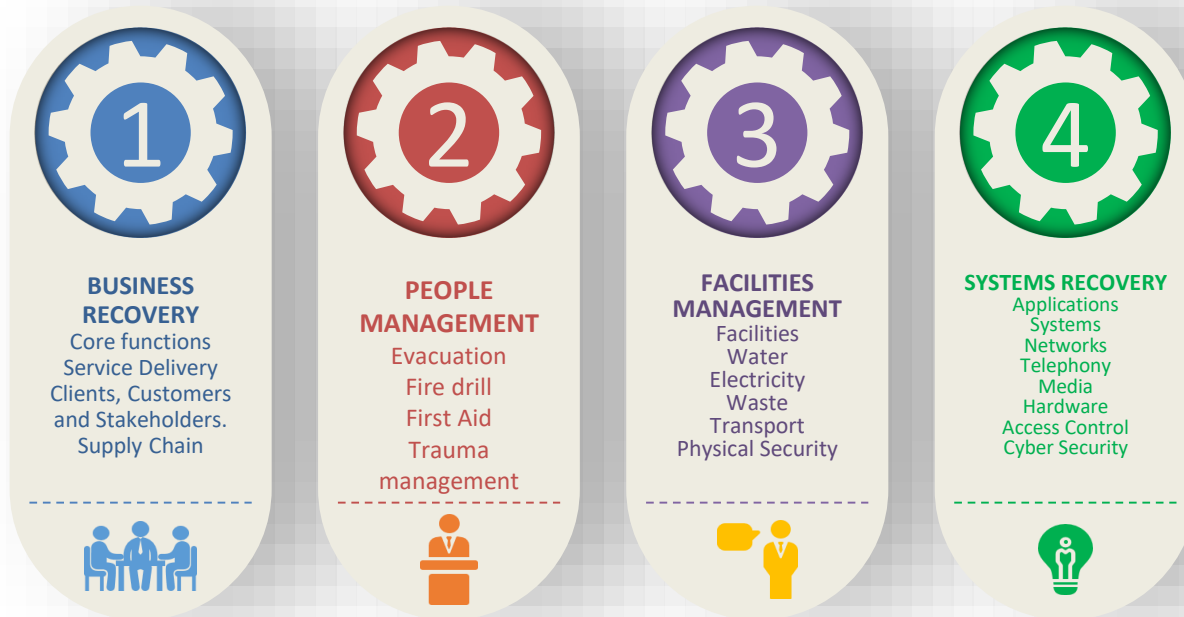 1
BUSINESS
RECOVERY
Core functions
Service Delivery
Clients, Customers
and Stakeholders.
Supply Chain
2
PEOPLE
MANAGEMENT
Evacuation
Fire drill
First Aid
Trauma
management
3
FACILITIES
MANAGEMENT
Facilities
Water
Electricity
Waste
Transport
Physical Security
4
SYSTEMS RECOVERY
Applications
Systems
Networks
Telephony
Media
Hardware
Access Control
Cyber Security